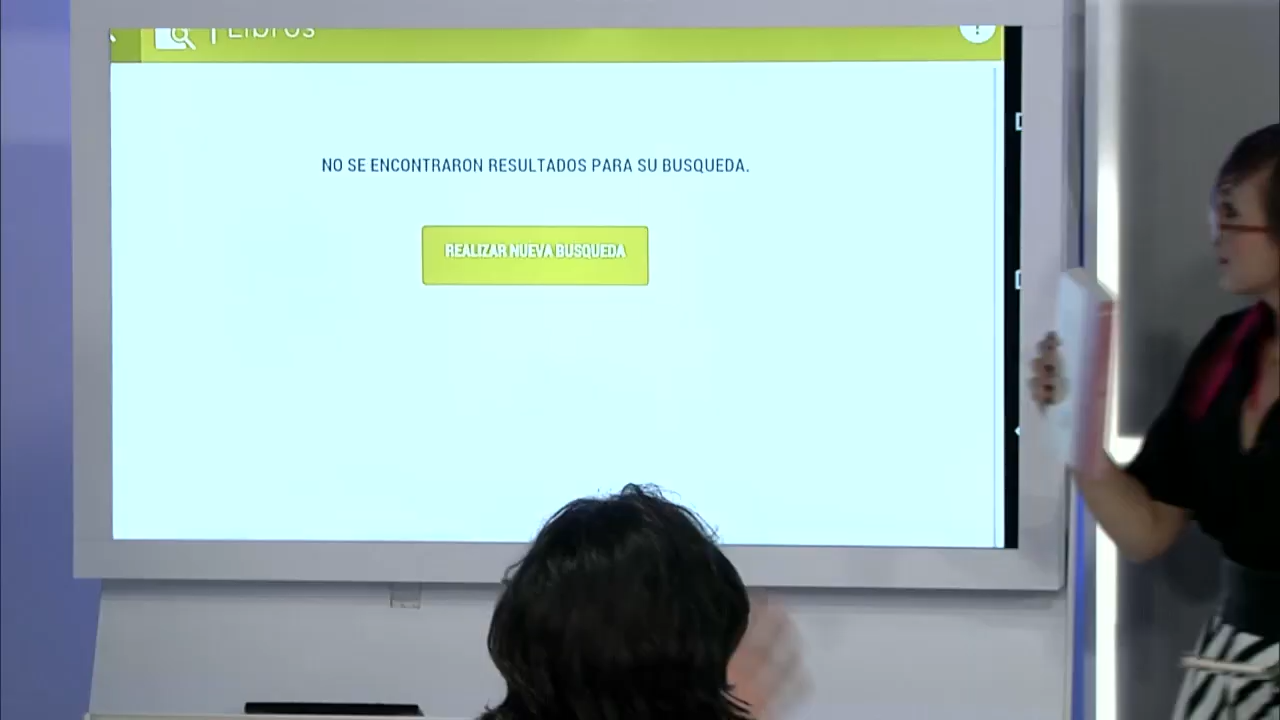 Libros
NO SE ENCONTRARON RESULTADOS PARA SU BUSQUEDA.
REALIZAR NUEVA BUSQUEDA